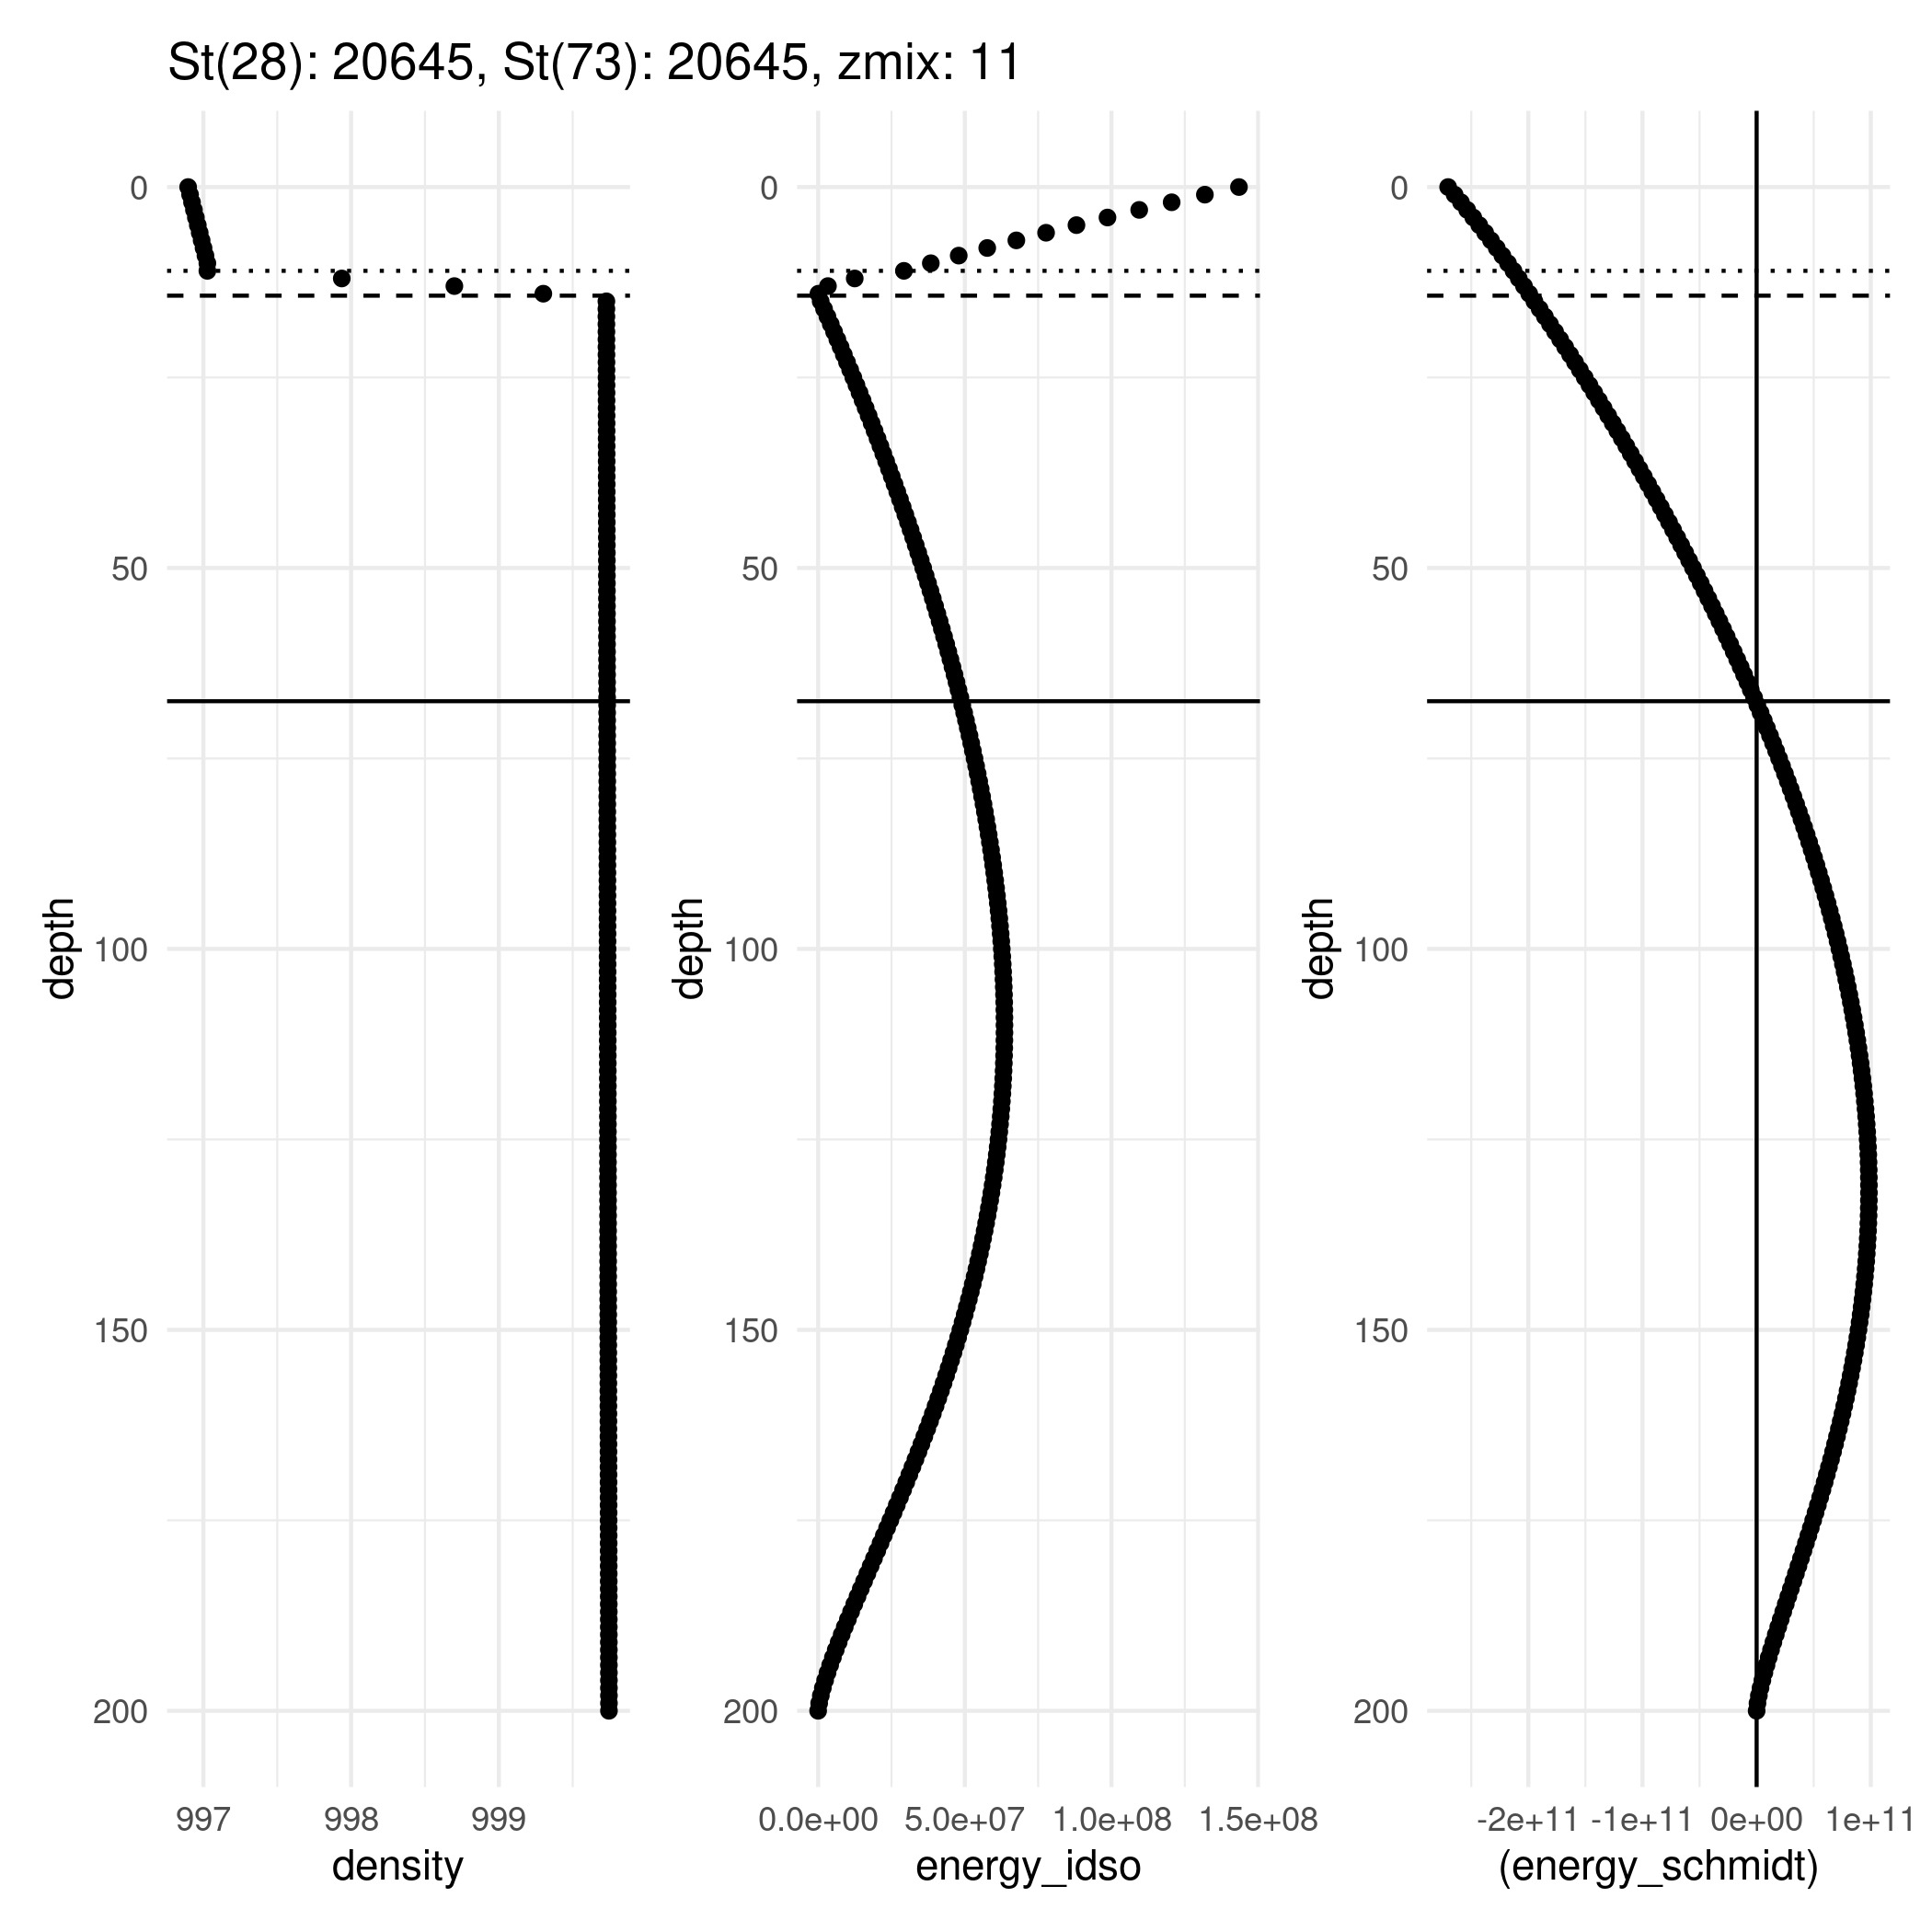 St(28): 20645, St(73): 20645, zmix: 11
0
50
100
150
200
depth
997 998 999
density
0
50
100
150
200
depth
0.0e+00 5.0e+07 1.0e+08 1.5e+08
energy_idso
0
50
100
150
200
depth
-2e+11 -1e+11 0e+00 1e+11
(energy_schmidt)